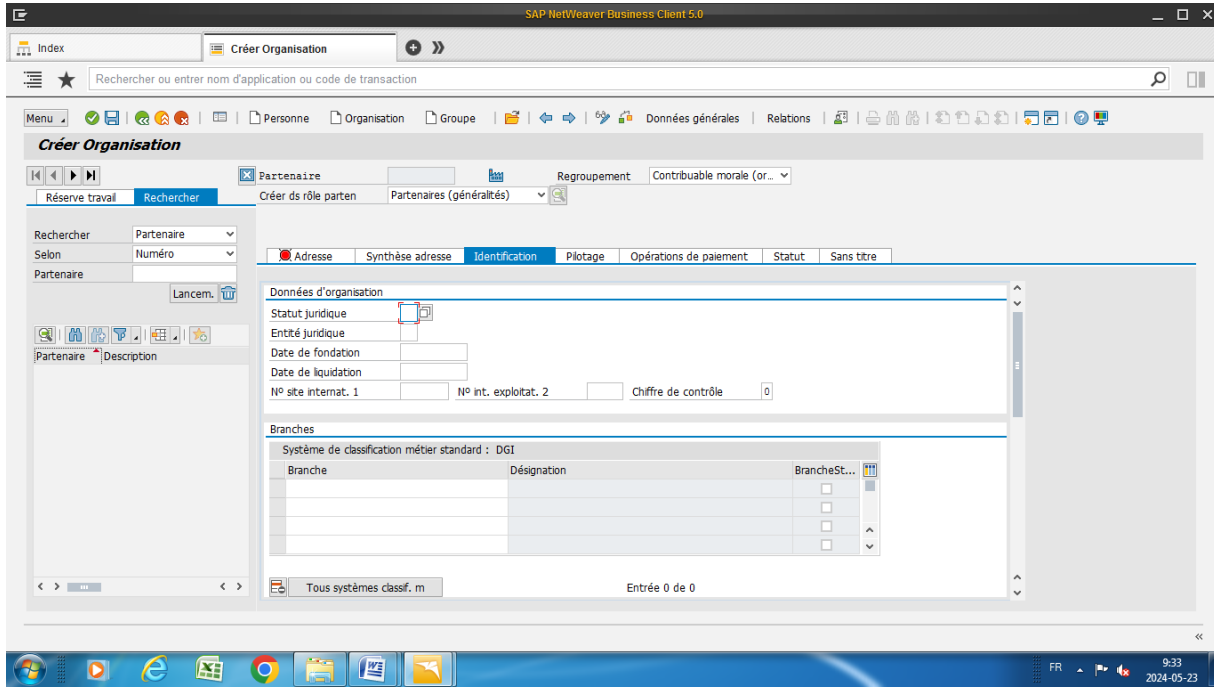 SAP NetWeaver Business Client 5.0
Index Créer Organisation
Rechercher ou entrer nom d'application ou code de transaction
Menu Personne Organisation Groupe Données générales Relations
Créer Organisation
Partenaire Regroupement Contribuable morale (or...
Réserve travail Rechercher Créer ds rôle parten Partenaires (généralités)
Rechercher Partenaire
Selon Numéro Adresse Synthèse adresse Identification Pilotage Opérations de paiement Statut Sans titre
Partenaire
Lancem. Données d'organisation
Statut juridique
Entité juridique
Partenaire Description Date de fondation
Date de liquidation
Nº site internat. 1 Nº int. exploitat. 2 Chiffre de contrôle 0
Branches
Système de classification métier standard : DGI
Branche Désignation BrancheSt...
Tous systèmes classif. m Entrée 0 de 0
FR 9:33
2024-05-23